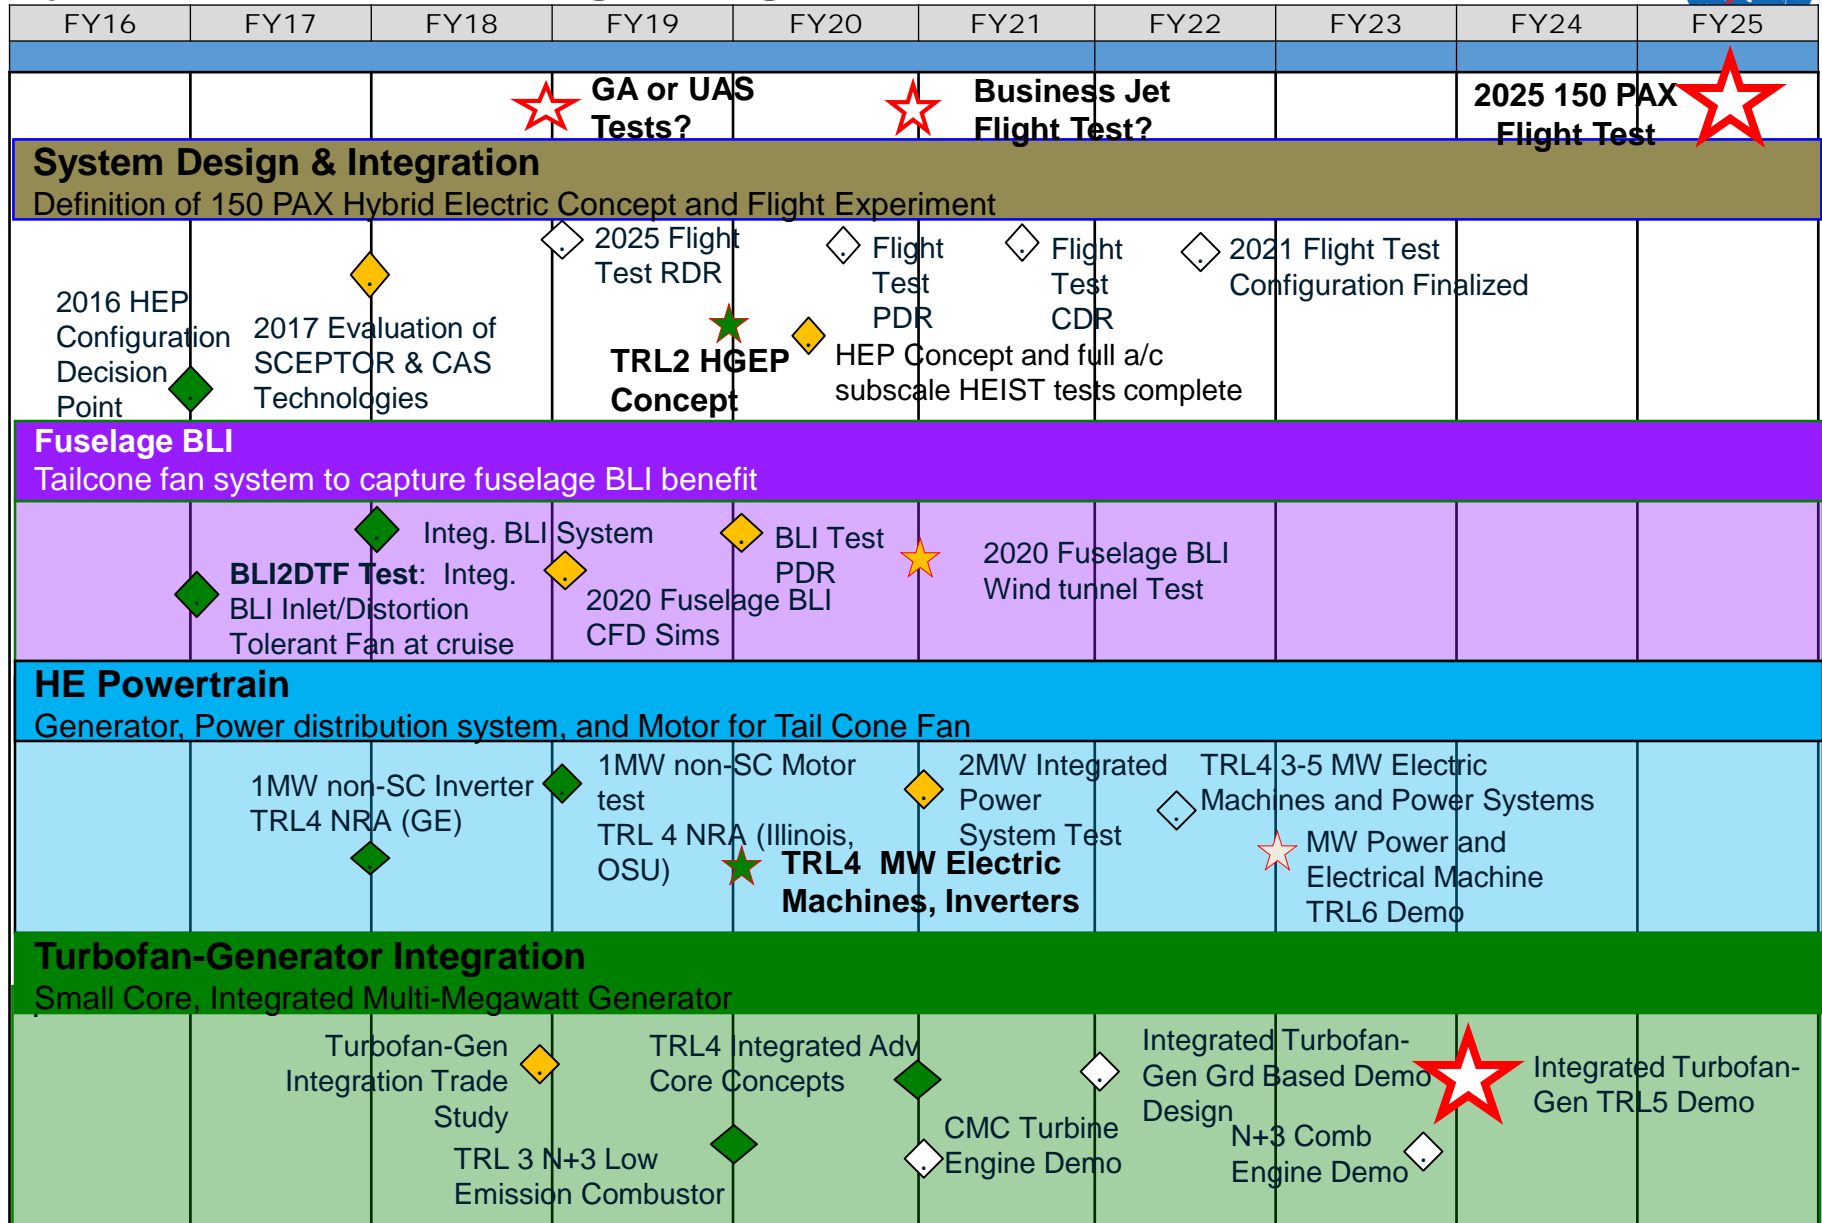 FY16 FY17 FY18 FY19 FY20 FY21 FY22 FY23 FY24 FY25
GA or UAS
Tests?
Business Jet
Flight Test?
2025 150 PAX
Flight Test
System Design & Integration
Definition of 150 PAX Hybrid Electric Concept and Flight Experiment
2016 HEP
Configuration
Decision
Point
2017 Evaluation of
SCEPTOR & CAS
Technologies
2025 Flight
Test RDR
TRL2 HGEP
Concept
Flight
Test
PDR
HEP Concept and full a/c
subscale HEIST tests complete
Flight
Test
CDR
2021 Flight Test
Configuration Finalized
Fuselage BLI
Tailcone fan system to capture fuselage BLI benefit
Integ. BLI System
BLI2DTF Test: Integ.
BLI Inlet/Distortion
Tolerant Fan at cruise
2020 Fuselage BLI
CFD Sims
BLI Test
PDR
2020 Fuselage BLI
Wind tunnel Test
HE Powertrain
Generator, Power distribution system, and Motor for Tail Cone Fan
1MW non-SC Inverter
TRL4 NRA (GE)
1MW non-SC Motor
test
TRL 4 NRA (Illinois,
OSU)
TRL4 MW Electric
Machines, Inverters
2MW Integrated
Power
System Test
TRL4 3-5 MW Electric
Machines and Power Systems
MW Power and
Electrical Machine
TRL6 Demo
Turbofan-Generator Integration
Small Core, Integrated Multi-Megawatt Generator
Turbofan-Gen
Integration Trade
Study
TRL 3 N+3 Low
Emission Combustor
TRL4 Integrated Adv
Core Concepts
CMC Turbine
Engine Demo
Integrated Turbofan-
Gen Grd Based Demo
Design
N+3 Comb
Engine Demo
Integrated Turbofan-
Gen TRL5 Demo